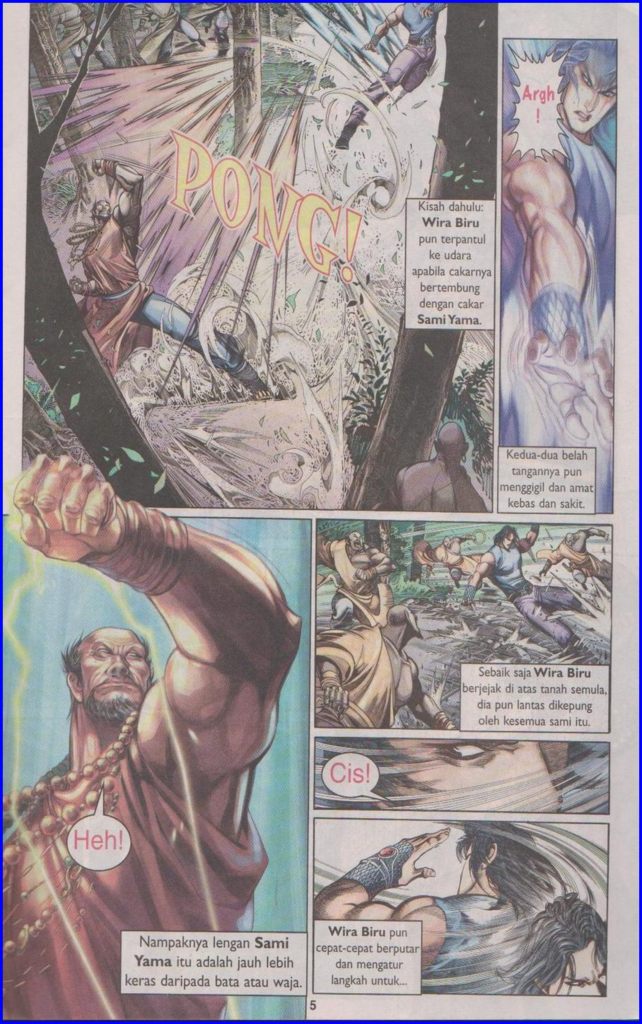 PONG!
Kisah dahulu:
Wira Biru
pun terpantul
ke udara
apabila cakarnya
bertembung
dengan cakar
Sami Yama.
Argh
!
Kedua-dua belah
tangannya pun
menggigil dan amat
kebas dan sakit.
Heh!
Nampaknya lengan Sami
Yama itu adalah jauh lebih
keras daripada bata atau waja.
Sebaik saja Wira Biru
berjejak di atas tanah semula,
dia pun lantas dikepung
oleh kesemua sami itu.
Cis!
Wira Biru pun
cepat-cepat berputar
dan mengatur
langkah untuk...
5